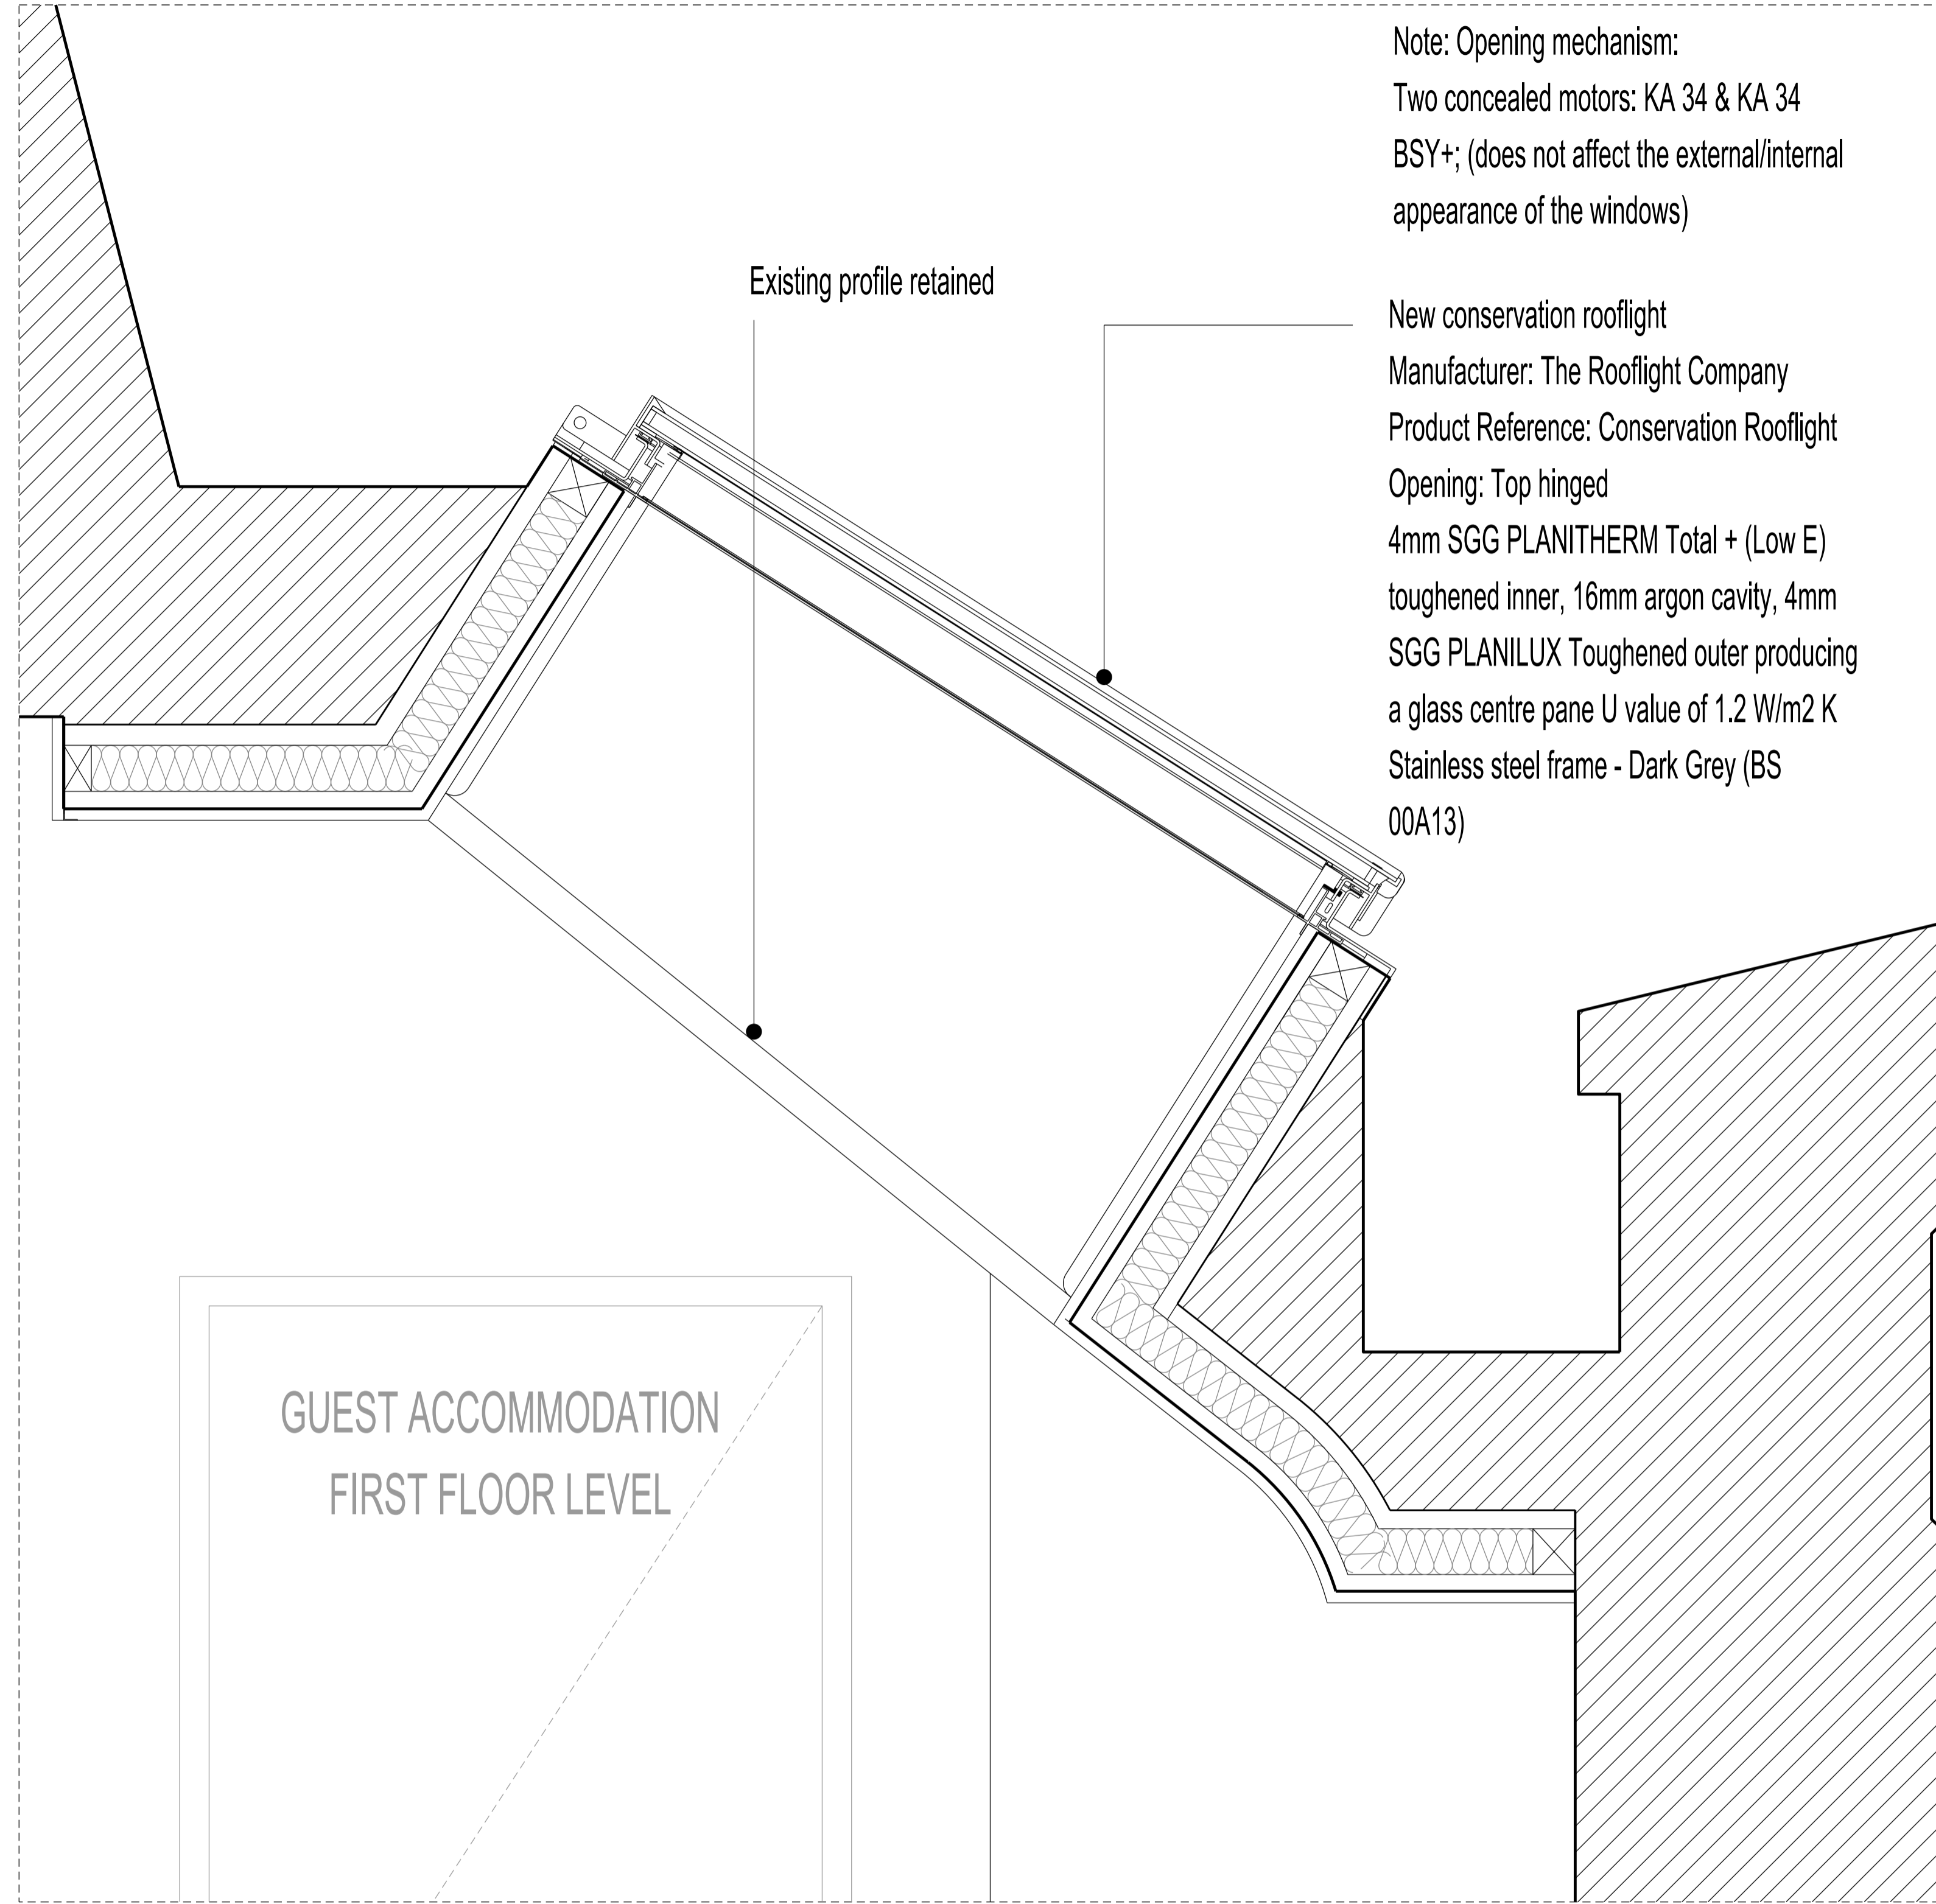 Note: Opening mechanism:
Two concealed motors: KA 34 & KA 34
BSY+; (does not affect the external/internal
appearance of the windows)
Existing profile retained
New conservation rooflight
Manufacturer: The Rooflight Company
Product Reference: Conservation Rooflight
Opening: Top hinged
4mm SGG PLANITHERM Total + (Low E)
toughened inner, 16mm argon cavity, 4mm
SGG PLANILUX Toughened outer producing
a glass centre pane U value of 1.2 W/m2 K
Stainless steel frame - Dark Grey (BS
00A13)
GUEST ACCOMMODATION
FIRST FLOOR LEVEL